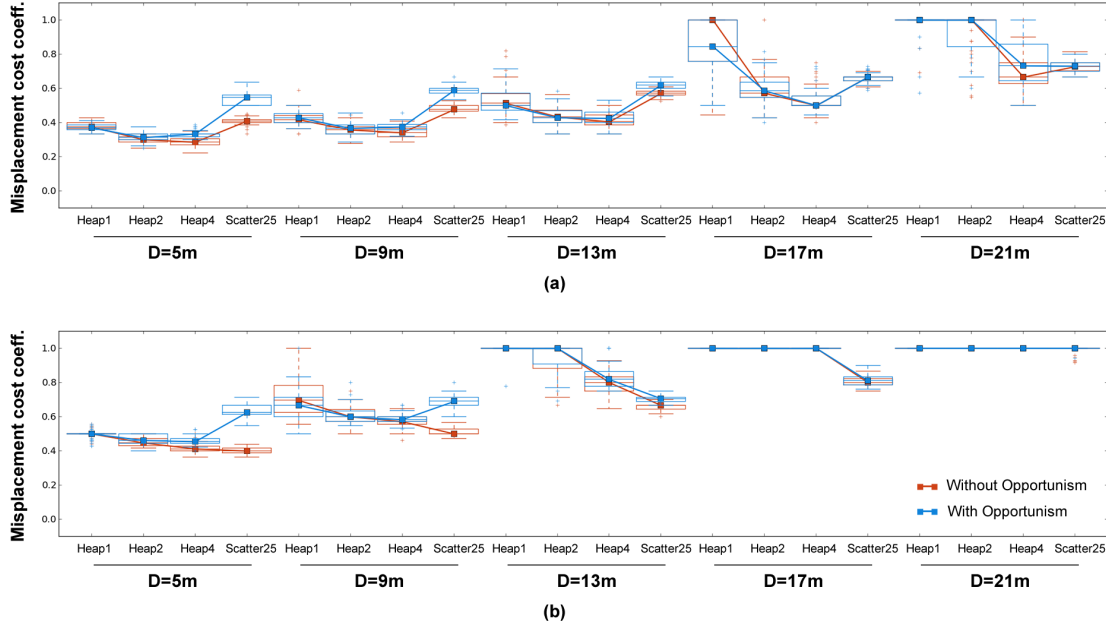 Misplacement cost coeff.
1.0
0.8
0.6
0.4
0.2
0.0
Heap1 Heap2 Heap4 Scatter25 Heap1 Heap2 Heap4 Scatter25 Heap1 Heap2 Heap4 Scatter25 Heap1 Heap2 Heap4 Scatter25 Heap1 Heap2 Heap4 Scatter25
D=5m D=9m D=13m D=17m D=21m
(a)
Misplacement cost coeff.
1.0
0.8
0.6
0.4
0.2
0.0
Without Opportunism
With Opportunism
Heap1 Heap2 Heap4 Scatter25 Heap1 Heap2 Heap4 Scatter25 Heap1 Heap2 Heap4 Scatter25 Heap1 Heap2 Heap4 Scatter25 Heap1 Heap2 Heap4 Scatter25
D=5m D=9m D=13m D=17m D=21m
(b)